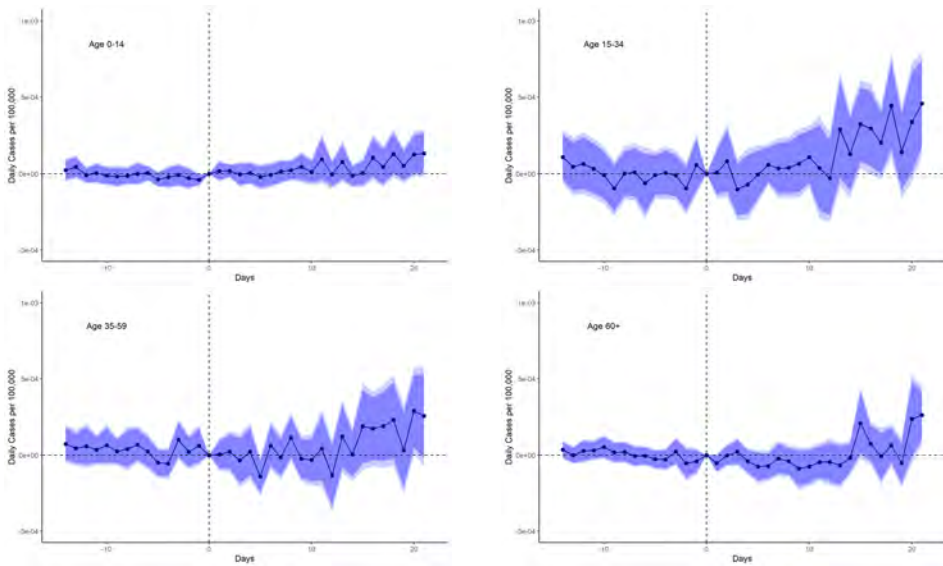 Age 0-14
Daily Cases per 100,000
1e-03
5e-04
0e+00
-5e-04
-10
0
10
20
Days
Age 15-34
Daily Cases per 100,000
1e-03
5e-04
0e+00
-5e-04
-10
0
10
20
Days
Age 35-59
Daily Cases per 100,000
1e-03
5e-04
0e+00
-5e-04
-10
0
10
20
Days
Age 60+
Daily Cases per 100,000
1e-03
5e-04
0e+00
-5e-04
-10
0
10
20
Days